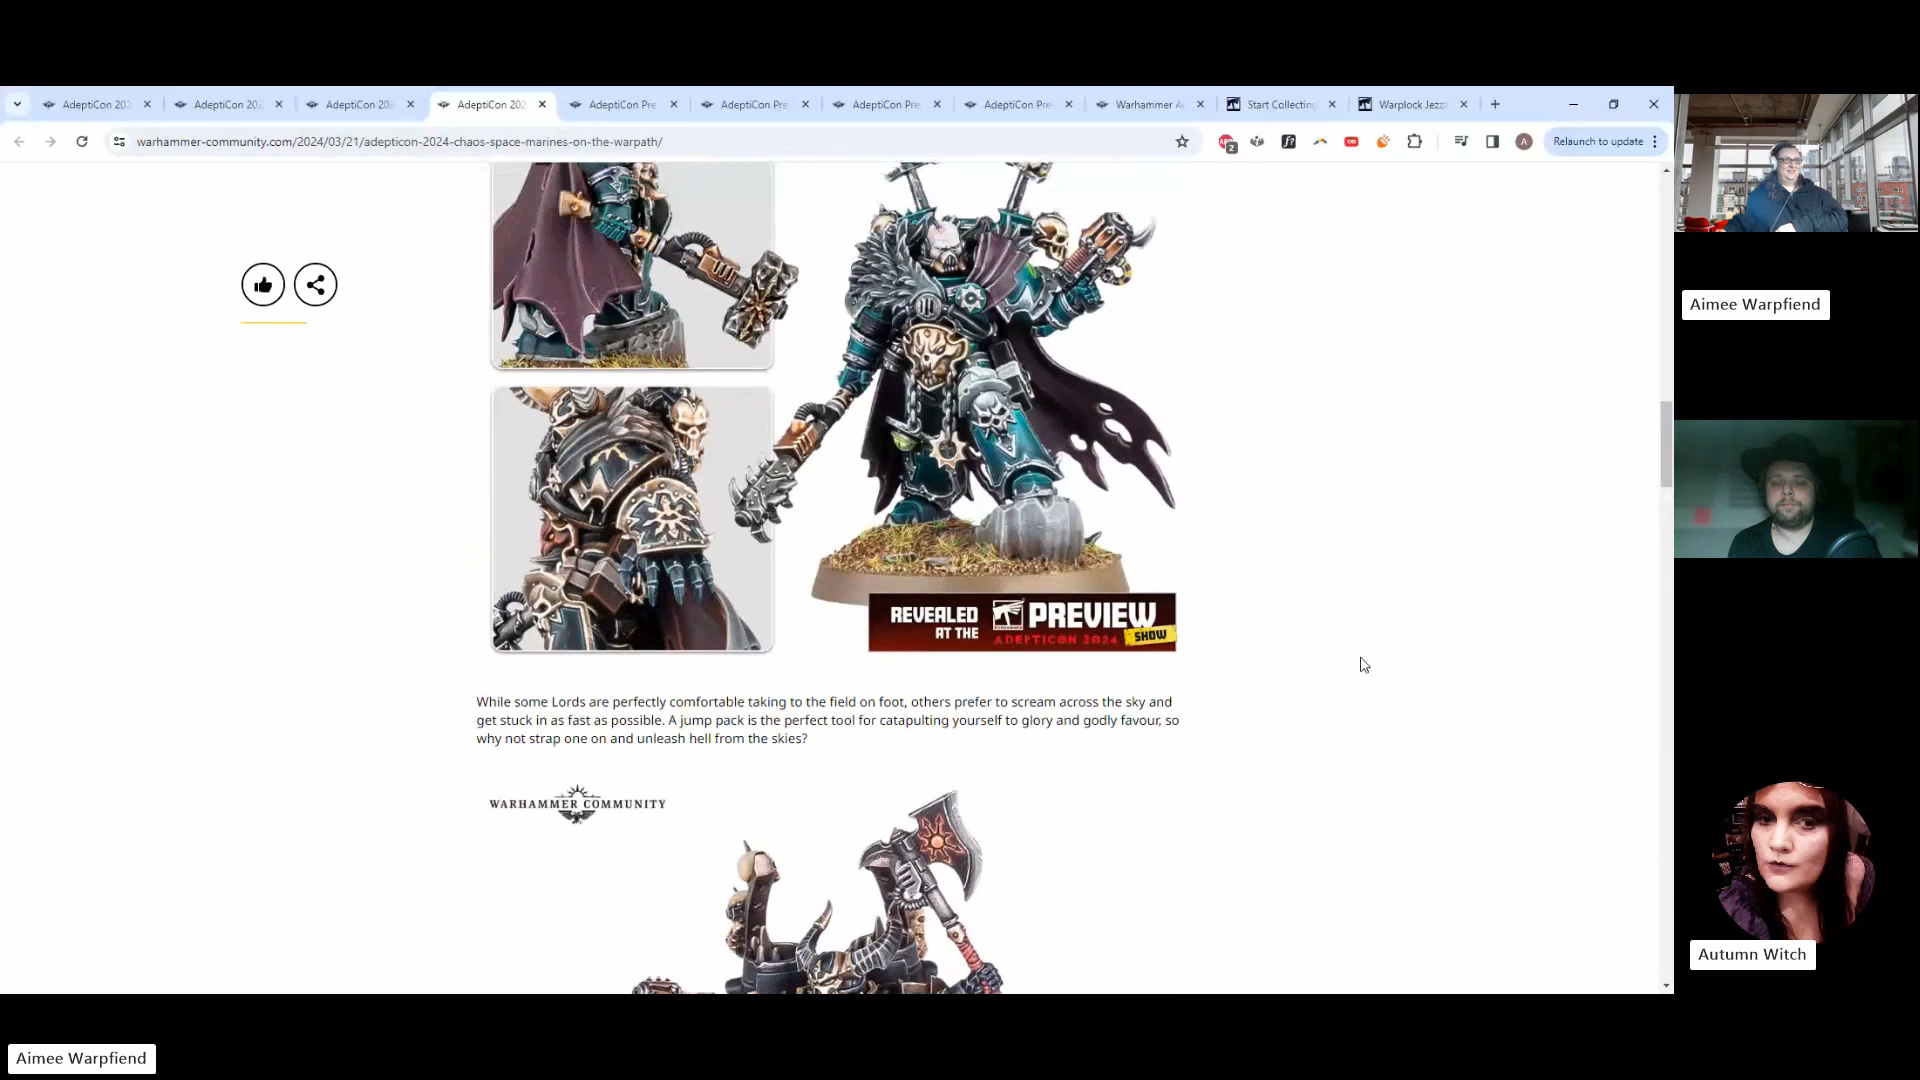 AdeptiCon 202
AdeptiCon 202
AdeptiCon 202
AdeptiCon 202
AdeptiCon Pre
AdeptiCon Pre
AdeptiCon Pre
AdeptiCon Pre
Warhammer A
Start Collecting
Warplock Jezz
warhammer-community.com/2024/03/21/adepticon-2024-chaos-space-marines-on-the-warpath/
2
A
Relaunch to update
Aimee Warpfiend
REVEALED
AT THE
PREVIEW
ADEPTICON 2024
SHOW
While some Lords are perfectly comfortable taking to the field on foot, others prefer to scream across the sky and
get stuck in as fast as possible. A jump pack is the perfect tool for catapulting yourself to glory and godly favour, so
why not strap one on and unleash hell from the skies?
WARHAMMER COMMUNITY
Autumn Witch
Aimee Warpfiend